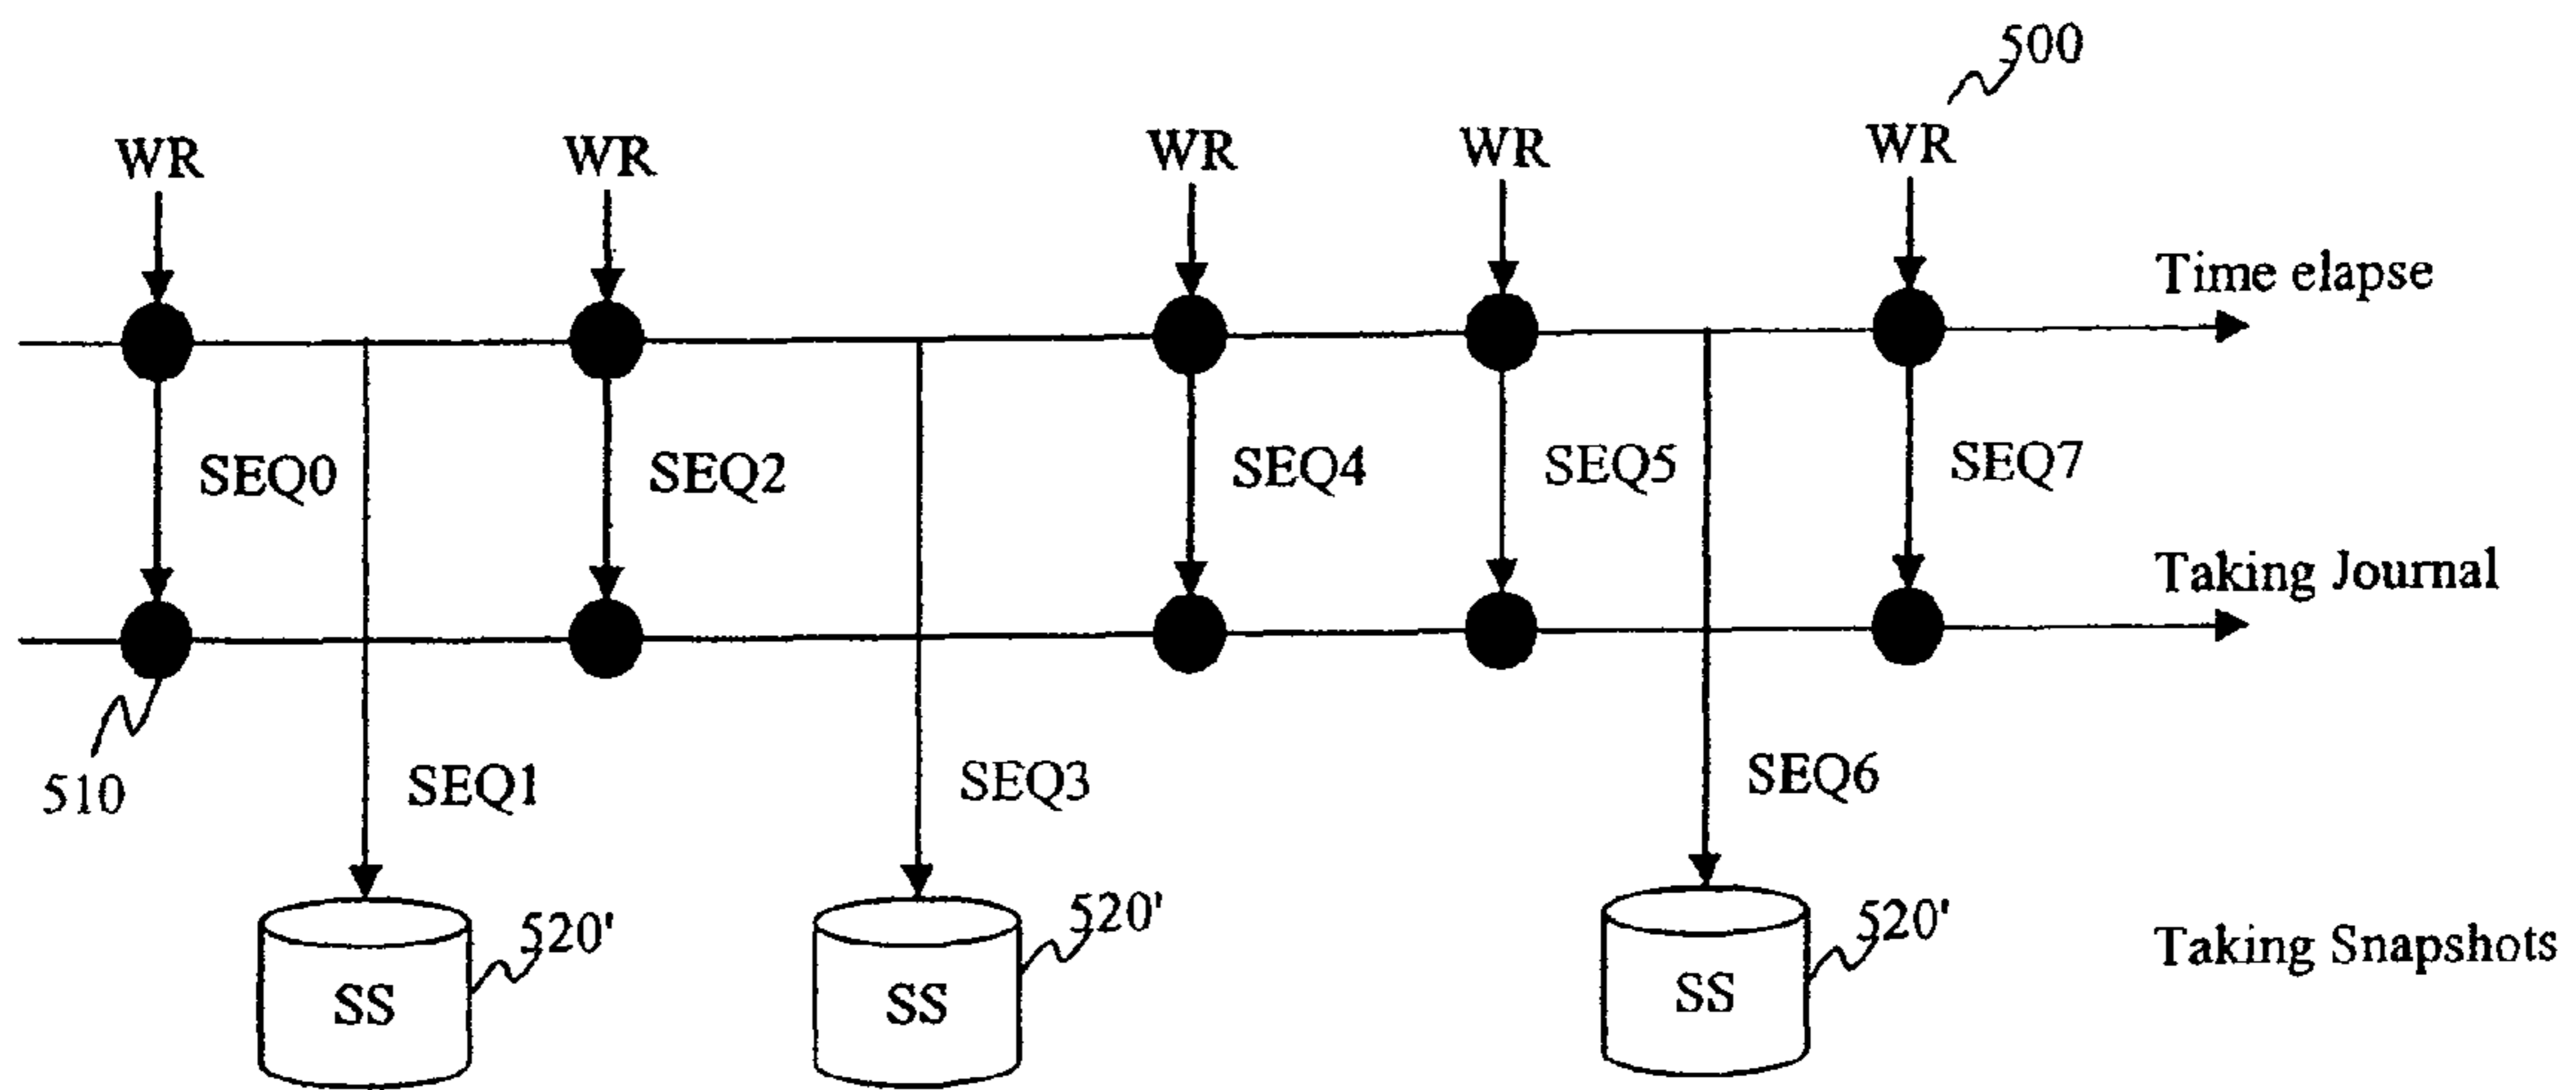 500
WR WR WR WR WR
Time elapse
SEQ0 SEQ2 SEQ4 SEQ5 SEQ7
Taking Journal
510 SEQ1 SEQ3 SEQ6
520' 520' 520'
Taking Snapshots
SS SS SS